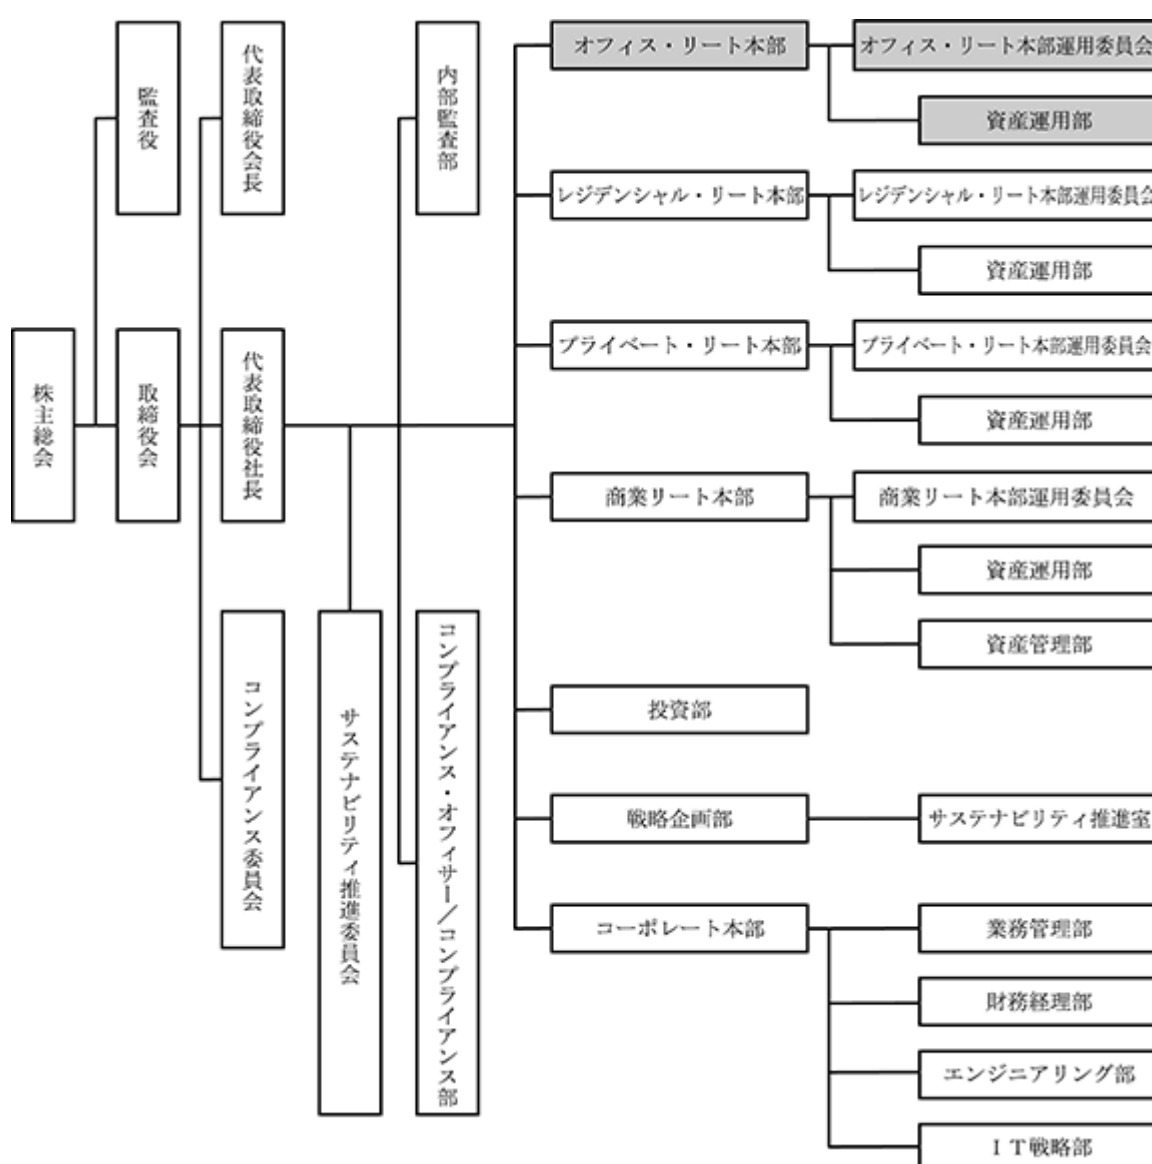 株主総会
監査役
取締役会
代表取締役会長
代表取締役社長
コンプライアンス委員会
サステナビリティ推進委員会
内部監査部
コンプライアンス・オフィサー/コンプライアンス部
オフィス・リート本部
オフィス・リート本部運用委員会
資産運用部
レジデンシャル・リート本部
レジデンシャル・リート本部運用委員会
資産運用部
プライベート・リート本部
プライベート・リート本部運用委員会
資産運用部
商業リート本部
商業リート本部運用委員会
資産運用部
資産管理部
投資部
戦略企画部
サステナビリティ推進室
コーポレート本部
業務管理部
財務経理部
エンジニアリング部
IT戦略部